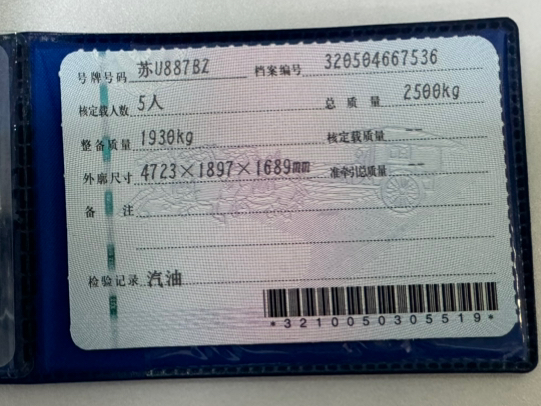 号牌号码 苏U887BZ 档案编号 320504667536
核定载人数 5人 总质量 2500kg
整备质量 1930kg 核定载质量 --
外廓尺寸 4723×1897×1689mm 准牵引总质量 --
备注
检验记录 汽油
*3210050305519*